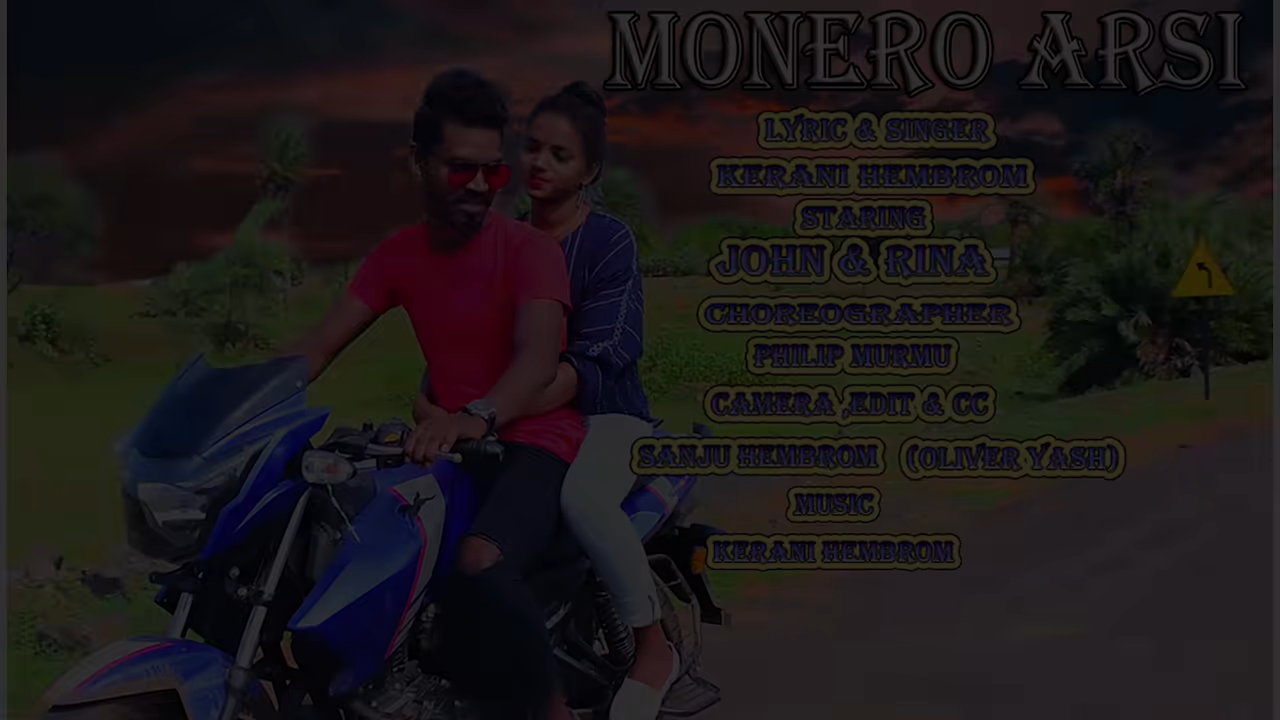 MONERO ARSI
LYRIC & SINGER
KERANI HEMBROM
STARING
JOHN & RINA
CHOREOGRAPHER
PHILIP MURMU
CAMERA ,EDIT & CC
SANJU HEMBROM (OLIVER YASH)
MUSIC
KERANI HEMBROM